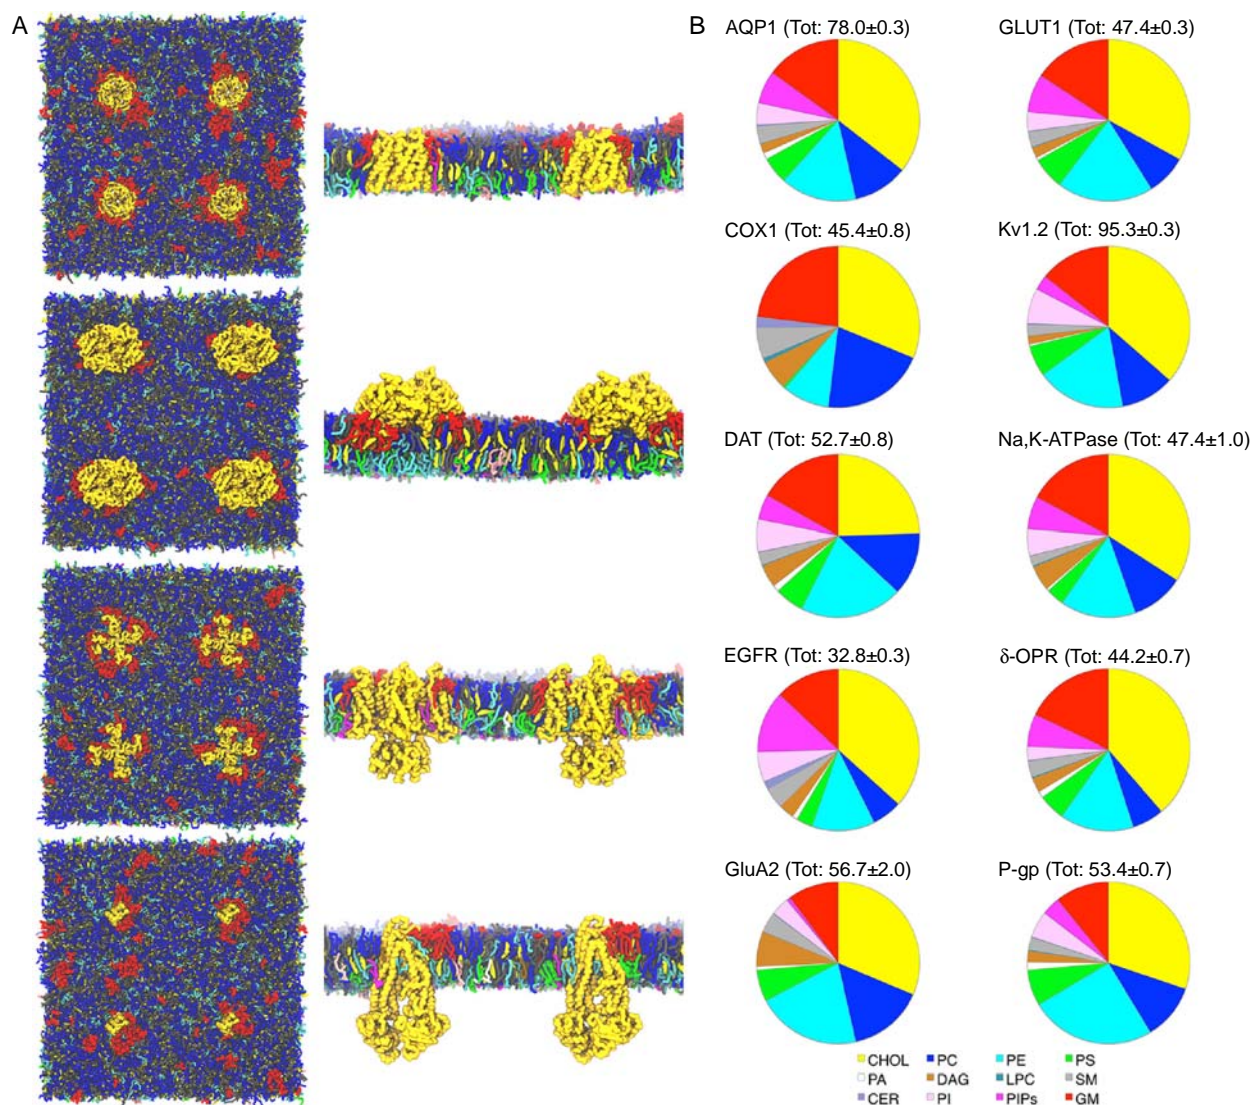 A
B
AQP1 (Tot: 78.0±0.3)
GLUT1 (Tot: 47.4±0.3)
COX1 (Tot: 45.4±0.8)
Kv1.2 (Tot: 95.3±0.3)
DAT (Tot: 52.7±0.8)
Na,K-ATPase (Tot: 47.4±1.0)
EGFR (Tot: 32.8±0.3)
δ-OPR (Tot: 44.2±0.7)
GluA2 (Tot: 56.7±2.0)
P-gp (Tot: 53.4±0.7)
CHOL PC PE PS
PA DAG LPC SM
CER PI PIPs GM